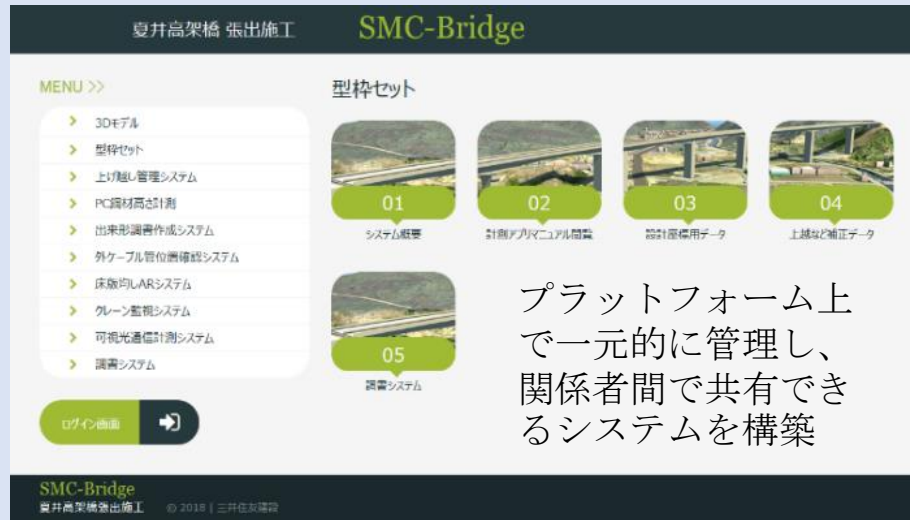 夏井高架橋 張出施工 SMC-Bridge
MENU >>
3Dモデル
型枠セット
上げ越し管理システム
PC鋼材高さ計測
出来形調書作成システム
外ケーブル管位置確認システム
床版均しARシステム
クレーン監視システム
可視光通信計測システム
調書システム
ログイン画面
型枠セット
01
システム概要
02
計測アプリマニュアル閲覧
03
設計座標用データ
04
上越など補正データ
05
調書システム
プラットフォーム上
で一元的に管理し、
関係者間で共有でき
るシステムを構築
SMC-Bridge
夏井高架橋張出施工 © 2018 | 三井住友建設